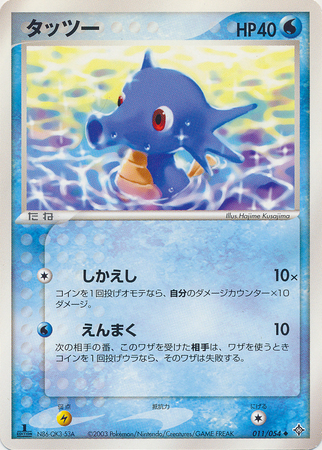 タッツー HP40
Illus. Hajime Kusajima
たね
しかえし 10×
コインを1回投げオモテなら、自分のダメージカウンター×10
ダメージ。
えんまく 10
次の相手の番、このワザを受けた相手は、ワザを使うとき
コインを1回投げウラなら、そのワザは失敗する。
弱点 抵抗力 にげる
©2003 Pokémon/Nintendo/Creatures/GAME FREAK. 011/054